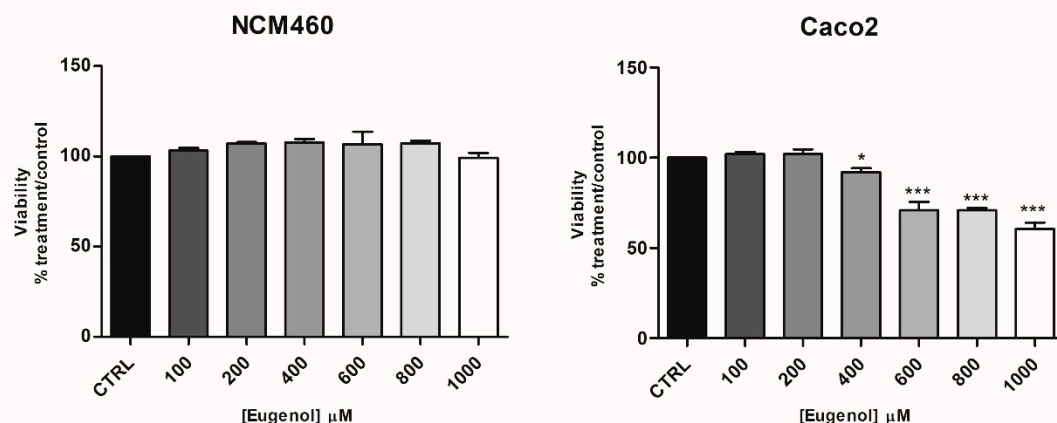 NCM460
Viability
% treatment/control
150
100
50
0
CTRL
100
200
400
600
800
1000
[Eugenol] μM
Caco2
Viability
% treatment/control
150
100
50
0
*
***
***
***
CTRL
100
200
400
600
800
1000
[Eugenol] μM